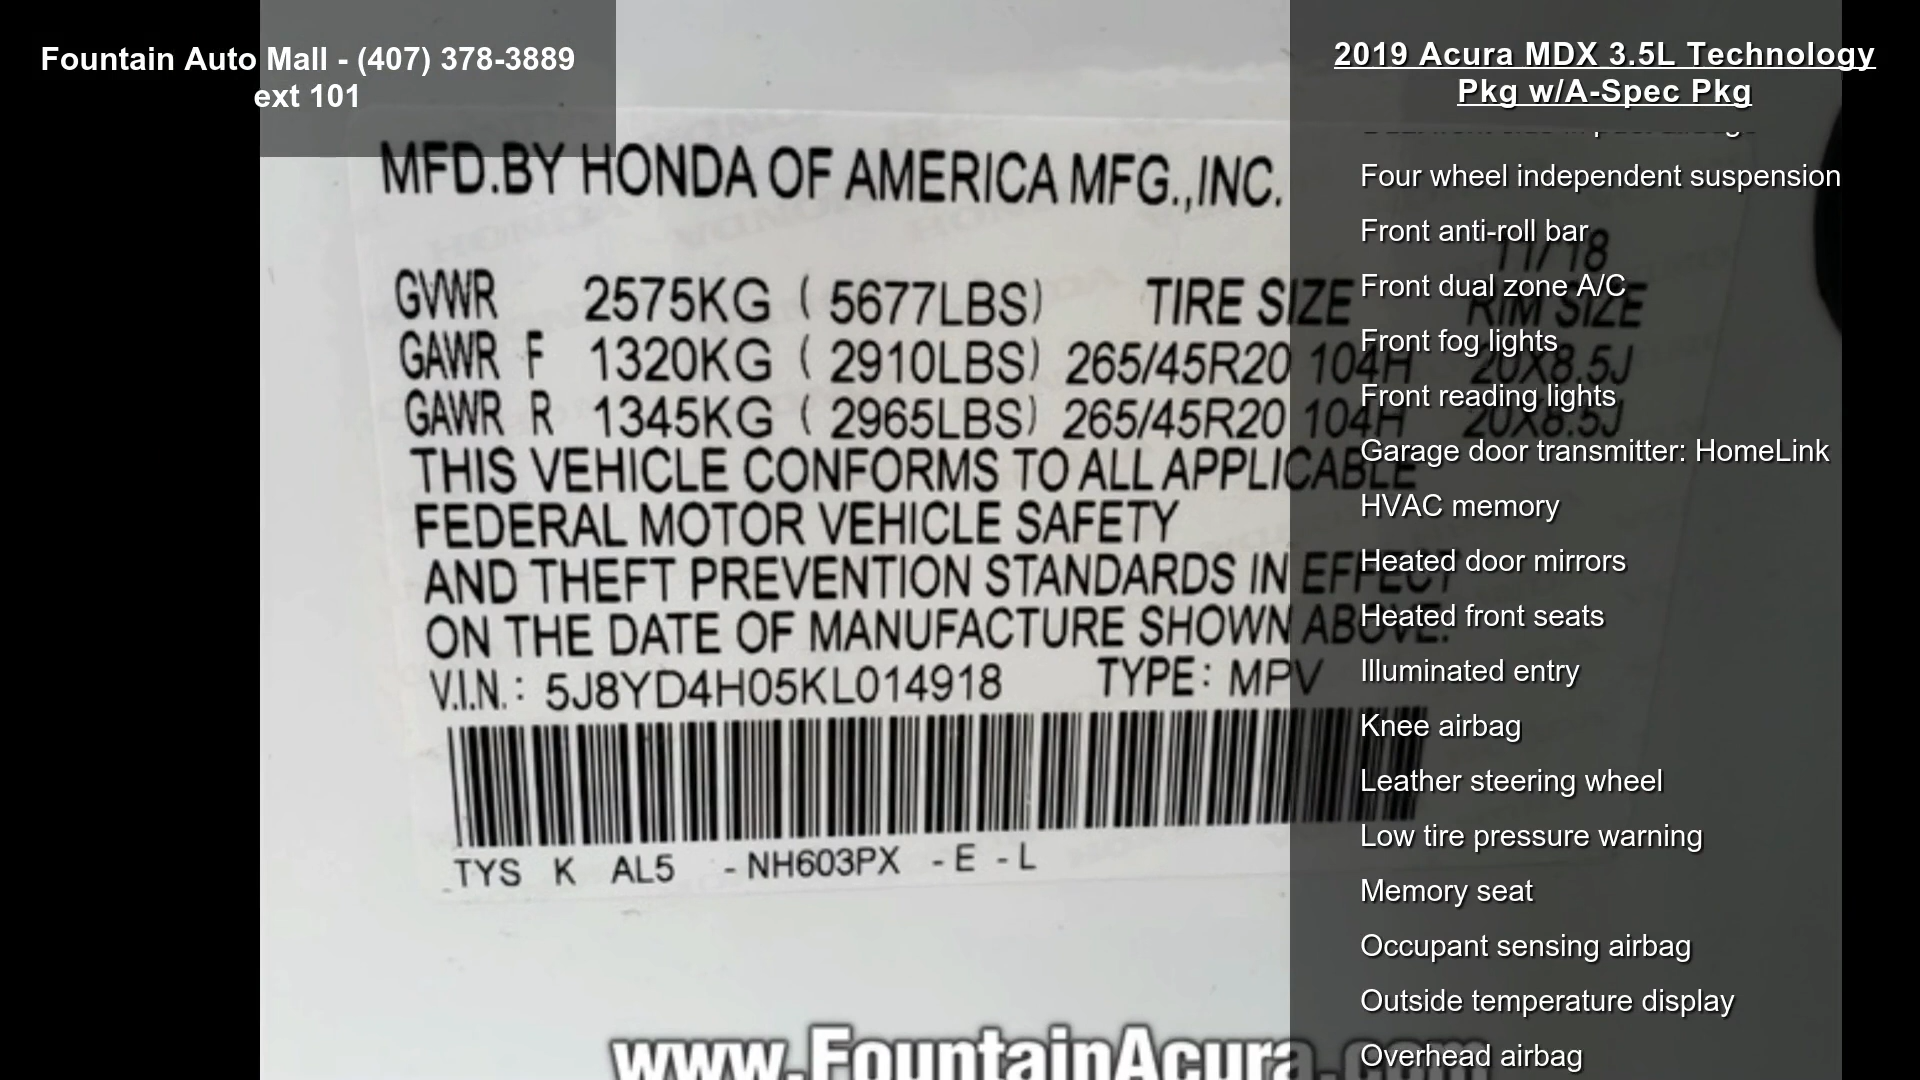 Fountain Auto Mall - (407) 378-3889
ext 101
MFD.BY HONDA OF AMERICA MFG.,INC.
11/18
GVWR 2575KG ( 5677LBS) TIRE SIZE RIM SIZE
GAWR F 1320KG ( 2910LBS) 265/45R20 104H 20X8.5J
GAWR R 1345KG ( 2965LBS) 265/45R20 104H 20X8.5J
THIS VEHICLE CONFORMS TO ALL APPLICABLE
FEDERAL MOTOR VEHICLE SAFETY
AND THEFT PREVENTION STANDARDS IN EFFECT
ON THE DATE OF MANUFACTURE SHOWN ABOVE.
V.I.N.: 5J8YD4H05KL014918 TYPE: MPV
TYS K AL5 - NH603PX - E - L
www.FountainAcura.com
2019 Acura MDX 3.5L Technology
Pkg w/A-Spec Pkg
Four wheel independent suspension
Front anti-roll bar
Front dual zone A/C
Front fog lights
Front reading lights
Garage door transmitter: HomeLink
HVAC memory
Heated door mirrors
Heated front seats
Illuminated entry
Knee airbag
Leather steering wheel
Low tire pressure warning
Memory seat
Occupant sensing airbag
Outside temperature display
Overhead airbag